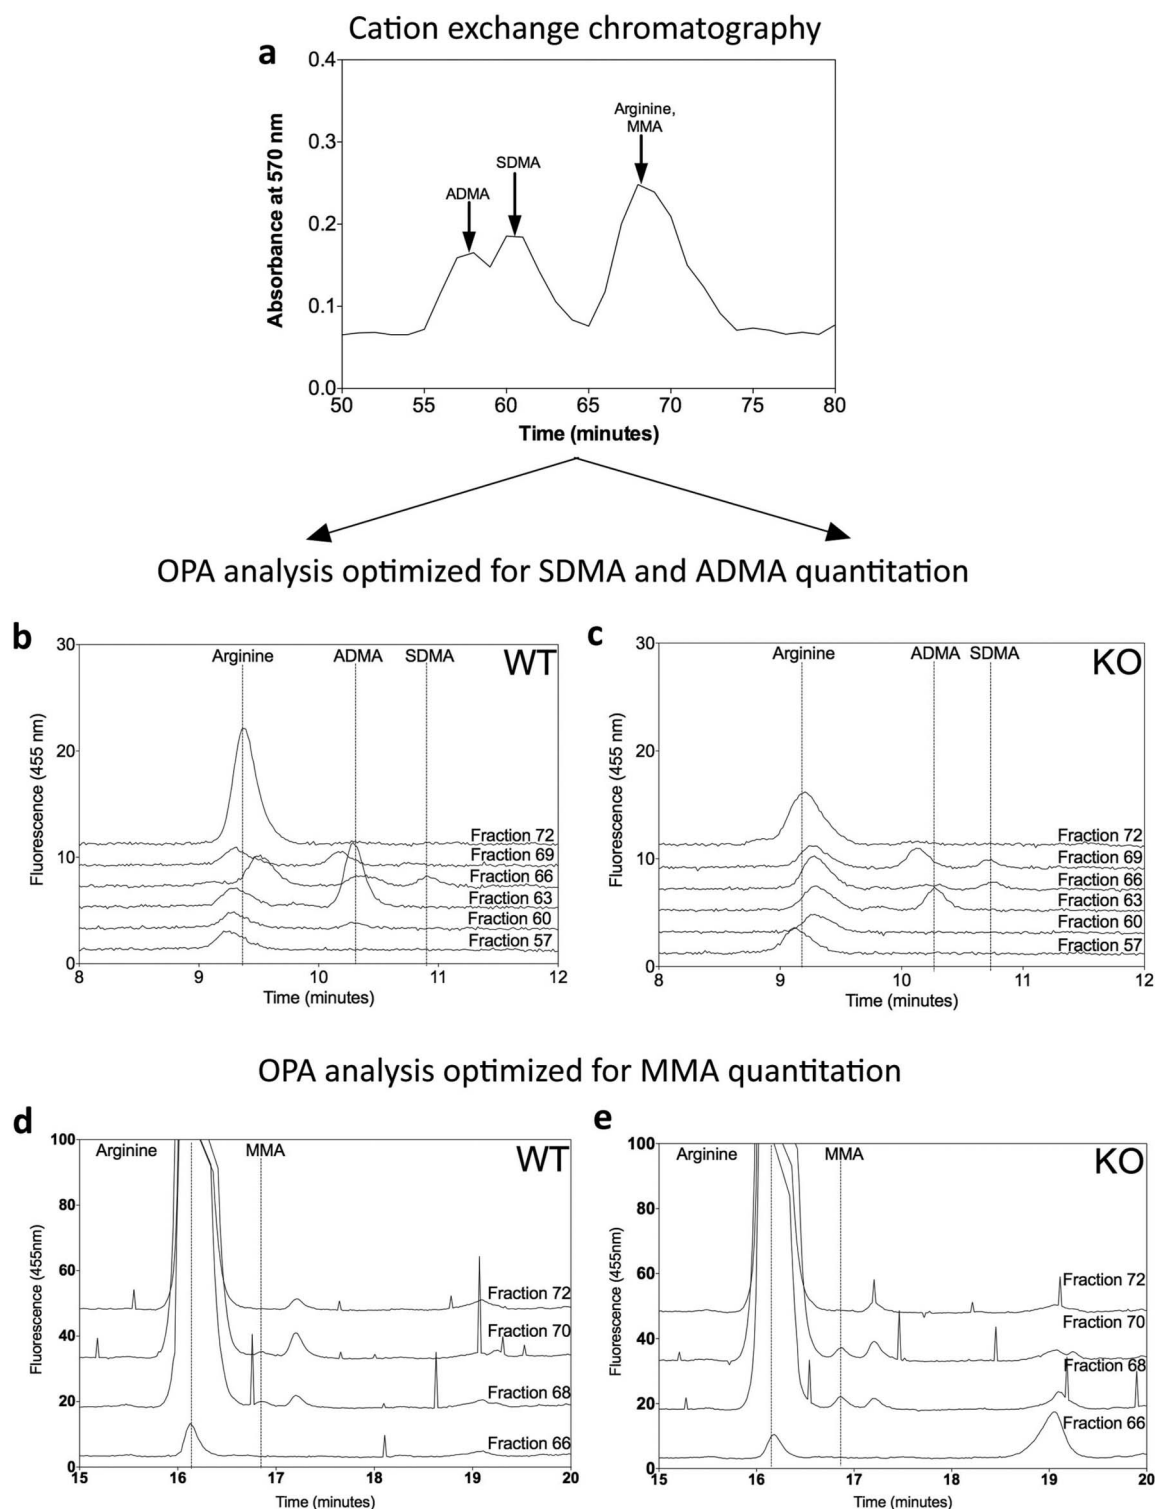 Cation exchange chromatography
a
0.4
0.3
0.2
0.1
0.0
Absorbance at 570 nm
ADMA
SDMA
Arginine,
MMA
50 55 60 65 70 75 80
Time (minutes)
OPA analysis optimized for SDMA and ADMA quantitation
b
WT
Arginine ADMA SDMA
30
20
10
0
Fluorescence (455 nm)
Fraction 72
Fraction 69
Fraction 66
Fraction 63
Fraction 60
Fraction 57
8 9 10 11 12
Time (minutes)
c
KO
Arginine ADMA SDMA
30
20
10
0
Fluorescence (455 nm)
Fraction 72
Fraction 69
Fraction 66
Fraction 63
Fraction 60
Fraction 57
8 9 10 11 12
Time (minutes)
OPA analysis optimized for MMA quantitation
d
WT
Arginine MMA
100
80
60
40
20
0
Fluorescence (455nm)
Fraction 72
Fraction 70
Fraction 68
Fraction 66
15 16 17 18 19 20
Time (minutes)
e
KO
Arginine MMA
100
80
60
40
20
0
Fluorescence (455nm)
Fraction 72
Fraction 70
Fraction 68
Fraction 66
15 16 17 18 19 20
Time (minutes)